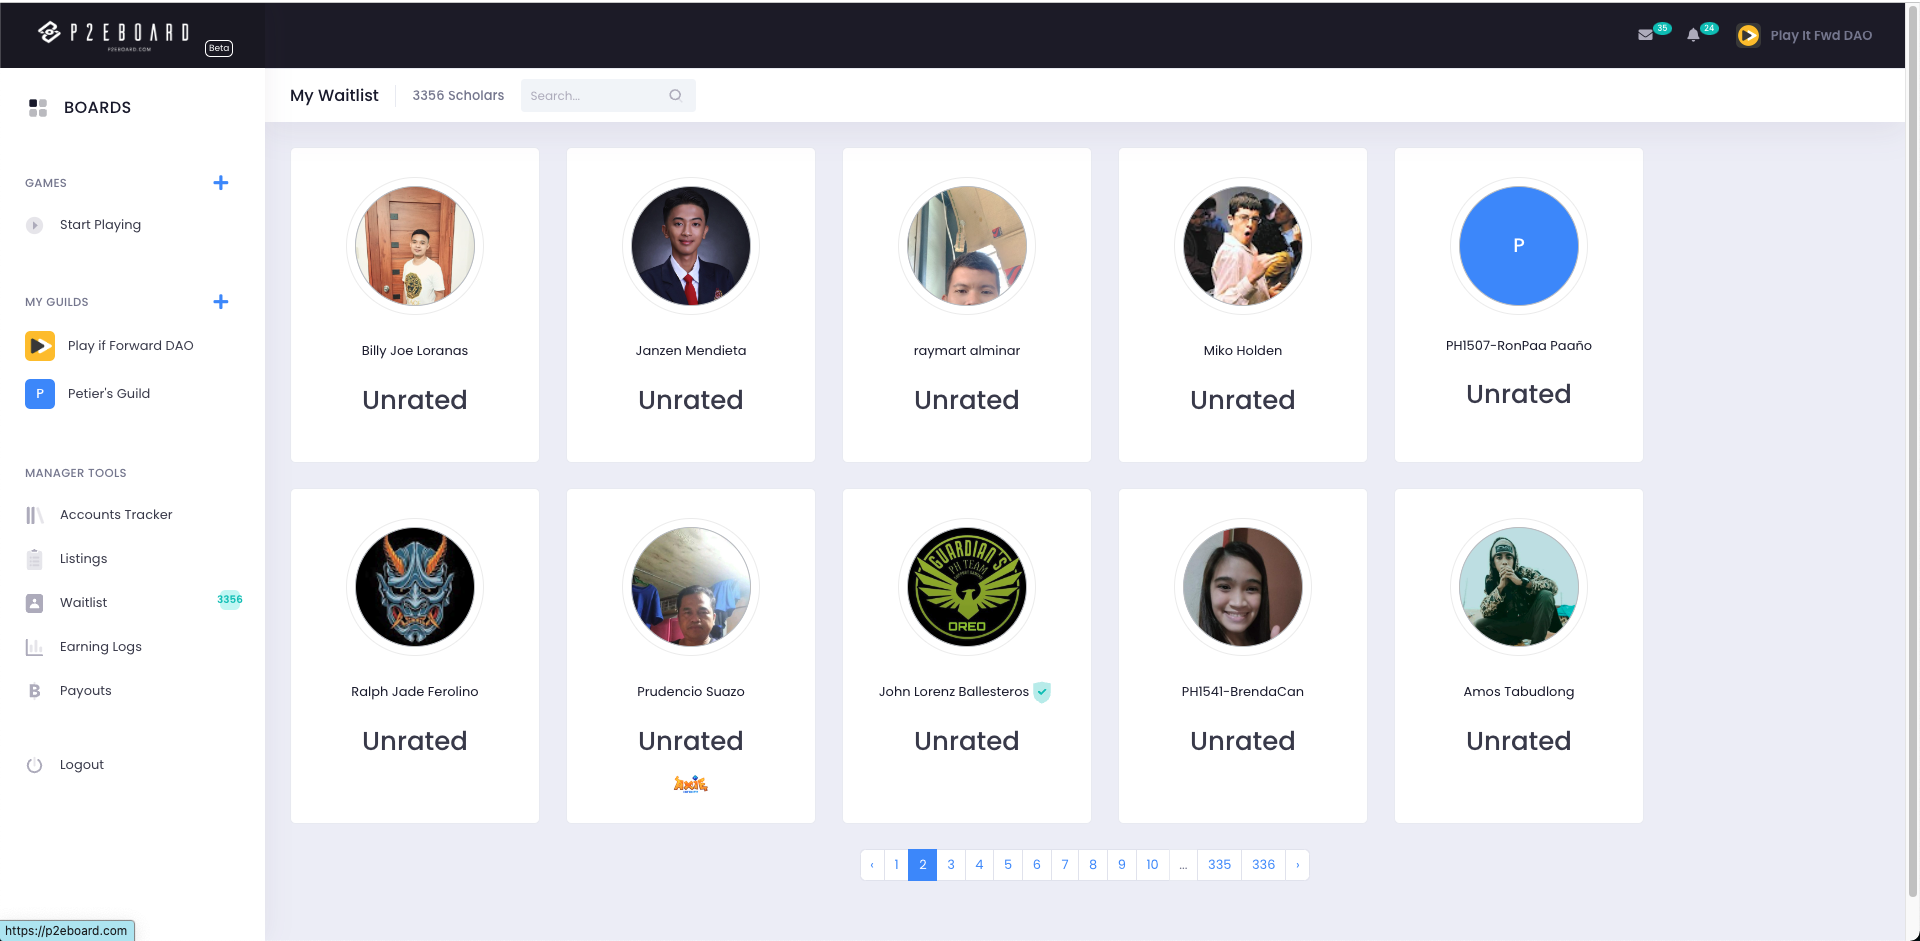 P2EBOARD
P2EBOARD.COM
Beta
35
24
Play It Fwd DAO
BOARDS
My Waitlist
3356 Scholars
Search...
GAMES
Start Playing
MY GUILDS
Play if Forward DAO
P
Petier's Guild
MANAGER TOOLS
Accounts Tracker
Listings
Waitlist
3356
Earning Logs
Payouts
Logout
P
Billy Joe Loranas
Janzen Mendieta
raymart alminar
Miko Holden
PH1507-RonPaa Paaño
Unrated
Unrated
Unrated
Unrated
Unrated
GUARDIAN'S
PH TEAM
OREO
Ralph Jade Ferolino
Prudencio Suazo
John Lorenz Ballesteros
PH1541-BrendaCan
Amos Tabudlong
Unrated
Unrated
Unrated
Unrated
Unrated
AXIE
‹ 1 2 3 4 5 6 7 8 9 10 ... 335 336 ›
https://p2eboard.com